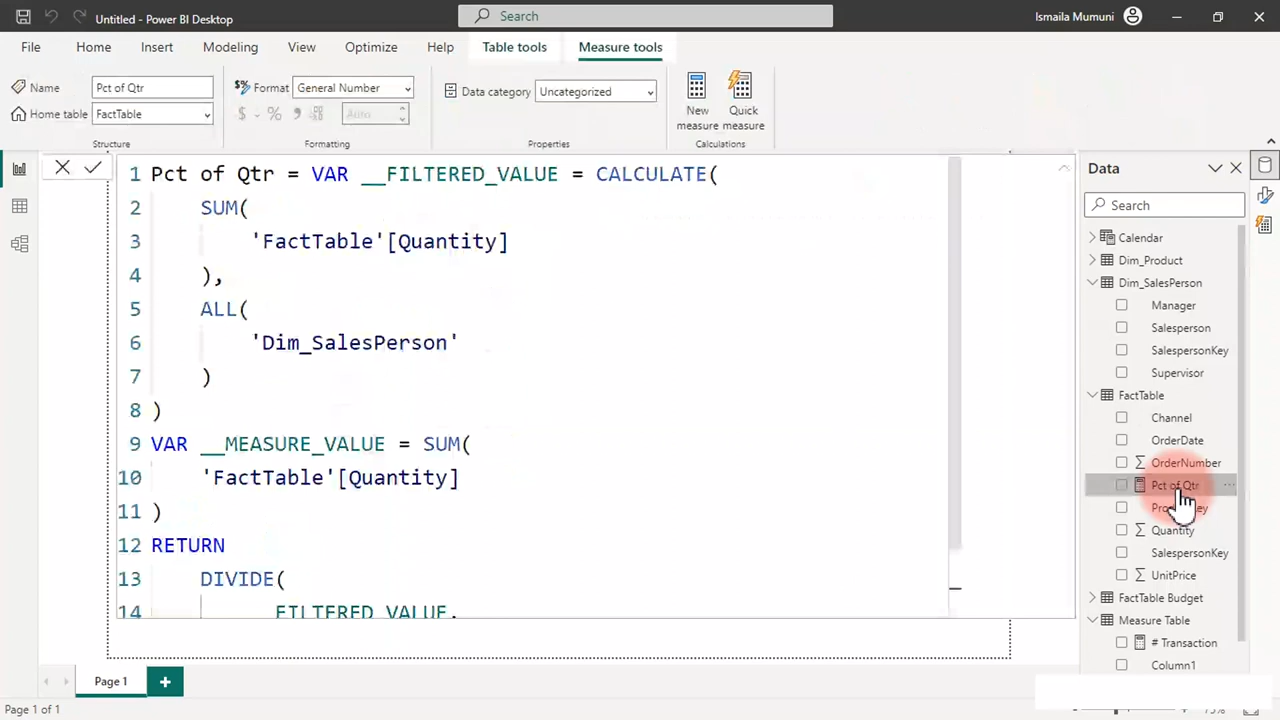 Untitled - Power BI Desktop
Search
Ismaila Mumuni
File Home Insert Modeling View Optimize Help Table tools Measure tools
Name Pct of Qtr
Format General Number
Data category Uncategorized
Home table FactTable
$ % 9 Auto
New measure
Quick measure
Structure Formatting Properties Calculations
1 Pct of Qtr = VAR __FILTERED_VALUE = CALCULATE(
2 SUM(
3 'FactTable'[Quantity]
4 ),
5 ALL(
6 'Dim_SalesPerson'
7 )
8 )
9 VAR __MEASURE_VALUE = SUM(
10 'FactTable'[Quantity]
11 )
12 RETURN
13 DIVIDE(
14 __FILTERED_VALUE,
Data
Search
Calendar
Dim_Product
Dim_SalesPerson
Manager
Salesperson
SalespersonKey
Supervisor
FactTable
Channel
OrderDate
OrderNumber
Pct of Qtr
Quantity
SalespersonKey
UnitPrice
FactTable Budget
Measure Table
# Transaction
Column1
Page 1
Page 1 of 1